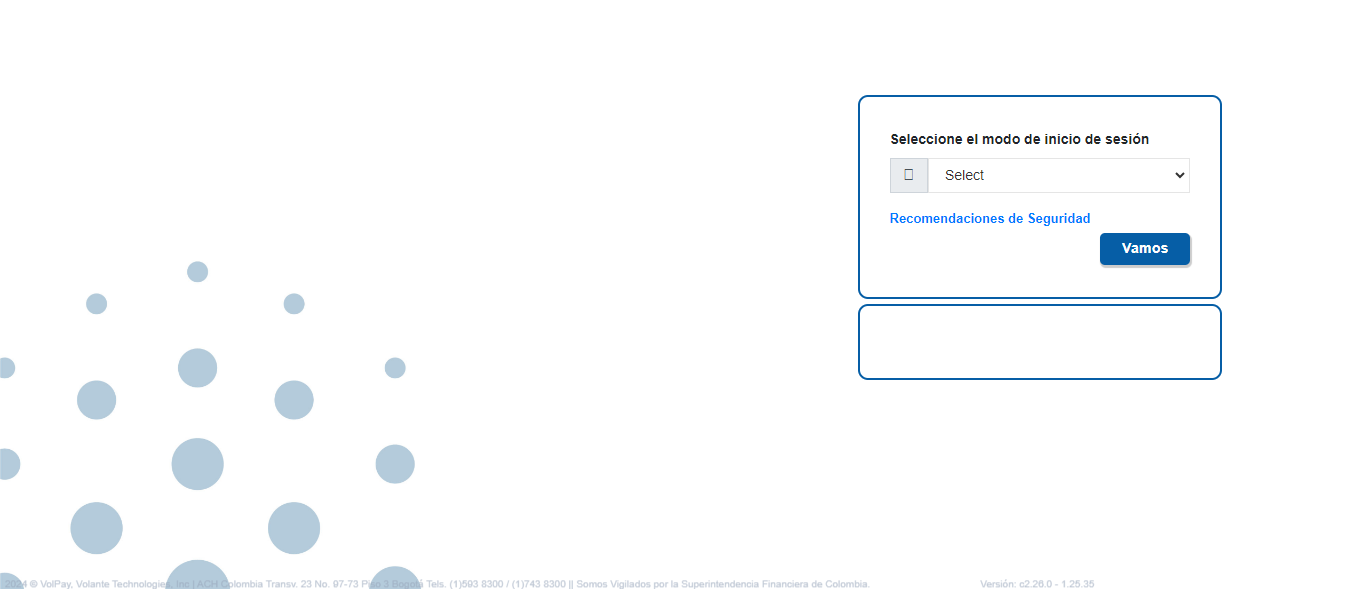 Seleccione el modo de inicio de sesión
Select
Recomendaciones de Seguridad
Vamos
2024 © VolPay, Volante Technologies, Inc | ACH Colombia Transv. 23 No. 97-73 Piso 3 Bogotá Tels. (1)593 8300 / (1)743 8300 || Somos Vigilados por la Superintendencia Financiera de Colombia. Versión: c2.26.0 - 1.25.35